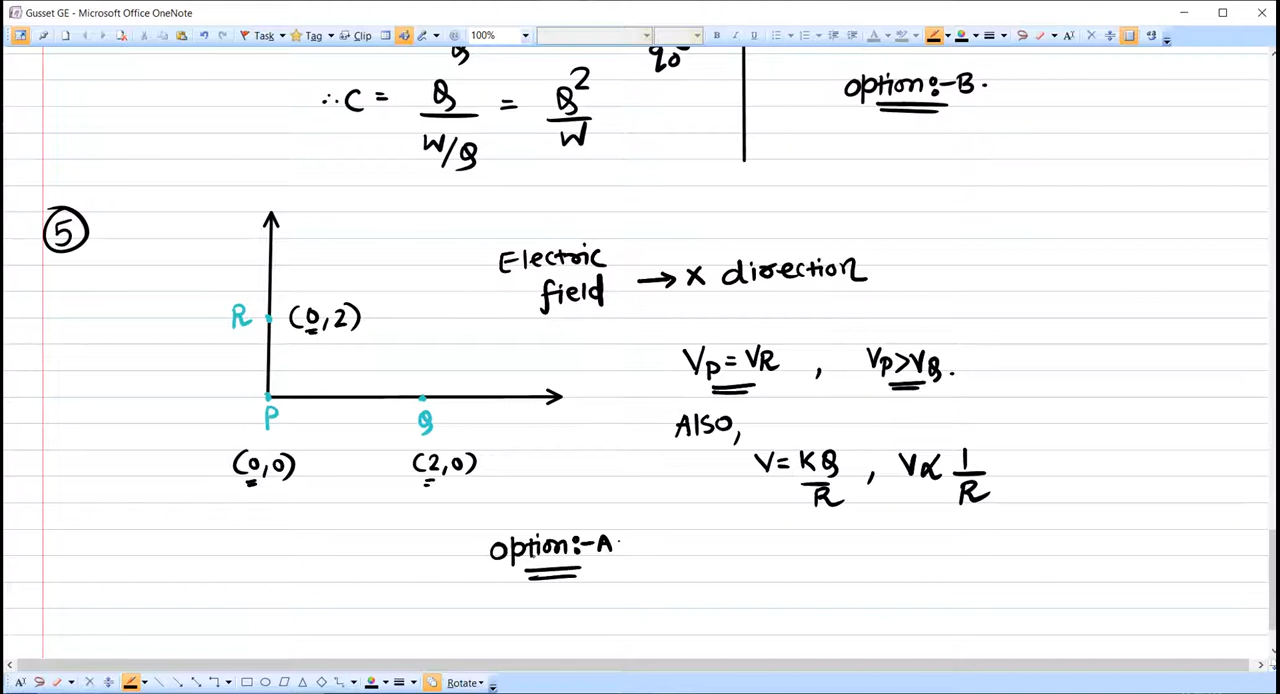 Gusset GE - Microsoft Office OneNote
Task Tag Clip 100% B I U
∴ C = Q / W/Q = Q² / W
Option:- B.
5
Electric field → X direction
R (0,2)
VP = VR , VP > VQ.
P Q
Also,
(0,0) (2,0)
V = KQ / R , V ∝ 1 / R
Option:- A.
Rotate